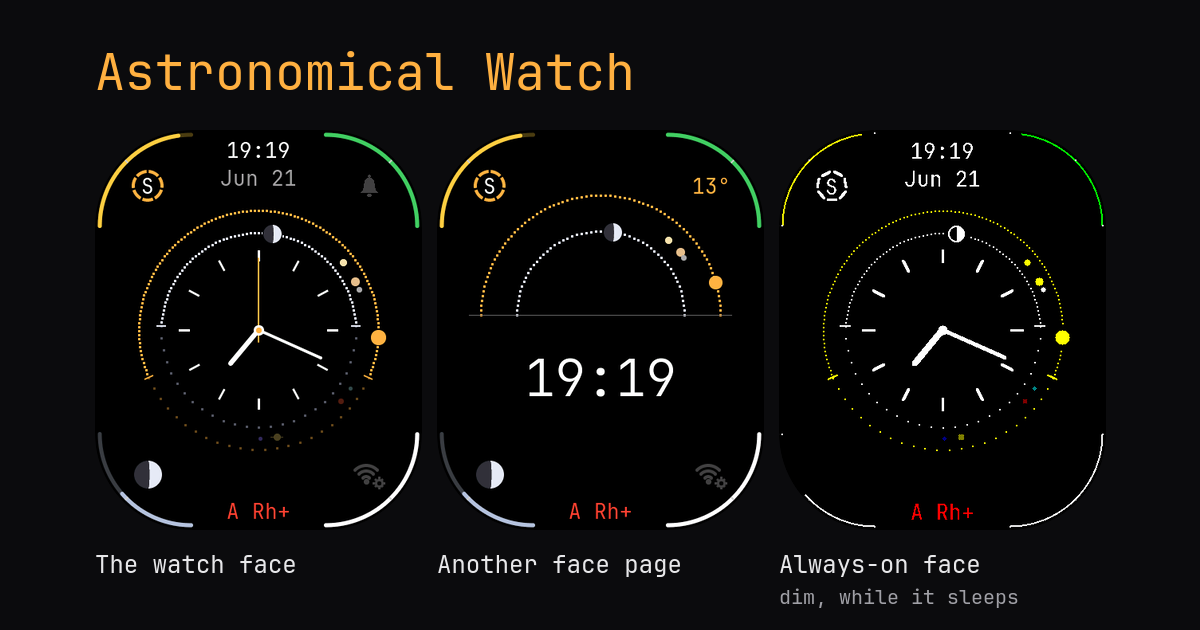 Astronomical Watch
19:19
Jun 21
S
A Rh+
The watch face
S
13°
19:19
A Rh+
Another face page
19:19
Jun 21
S
A Rh+
Always-on face
dim, while it sleeps